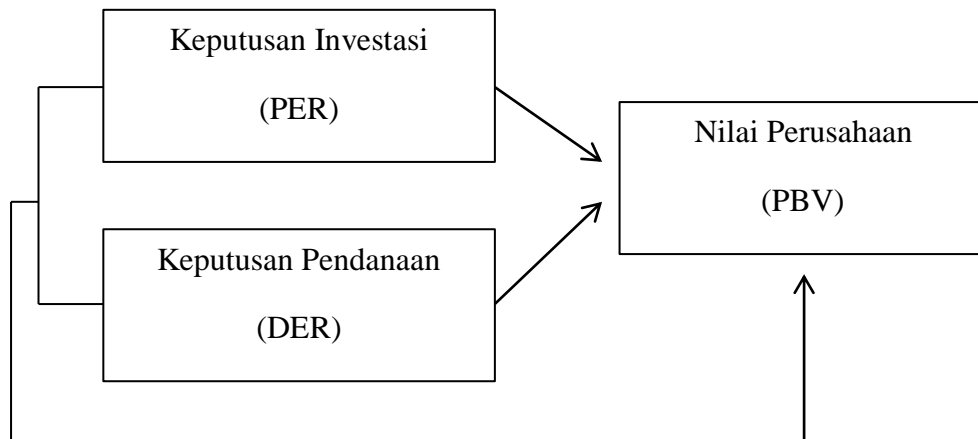 Keputusan Investasi
(PER)
Nilai Perusahaan
(PBV)
Keputusan Pendanaan
(DER)